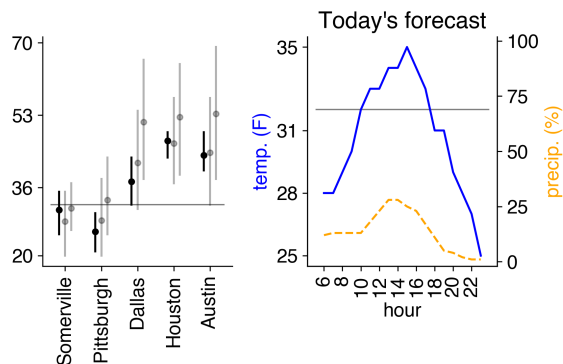 70
53
36
20
Somerville
Pittsburgh
Dallas
Houston
Austin
Today's forecast
35
31
28
25
temp. (F)
100
75
50
25
0
precip. (%)
6 8 10 12 14 16 18 20 22
hour